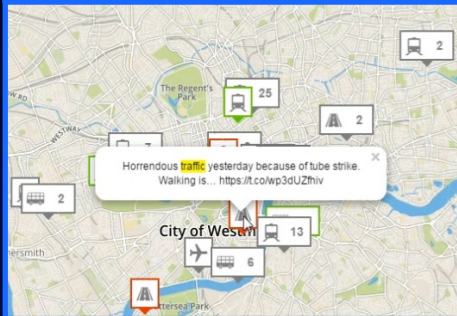 2
The Regent's
Park
25
WESTWAY
2
7
Horrendous traffic yesterday because of tube strike.
Walking is... https://t.co/wp3dUZfhiv
×
2
City of Westm
13
6
ttersea Park